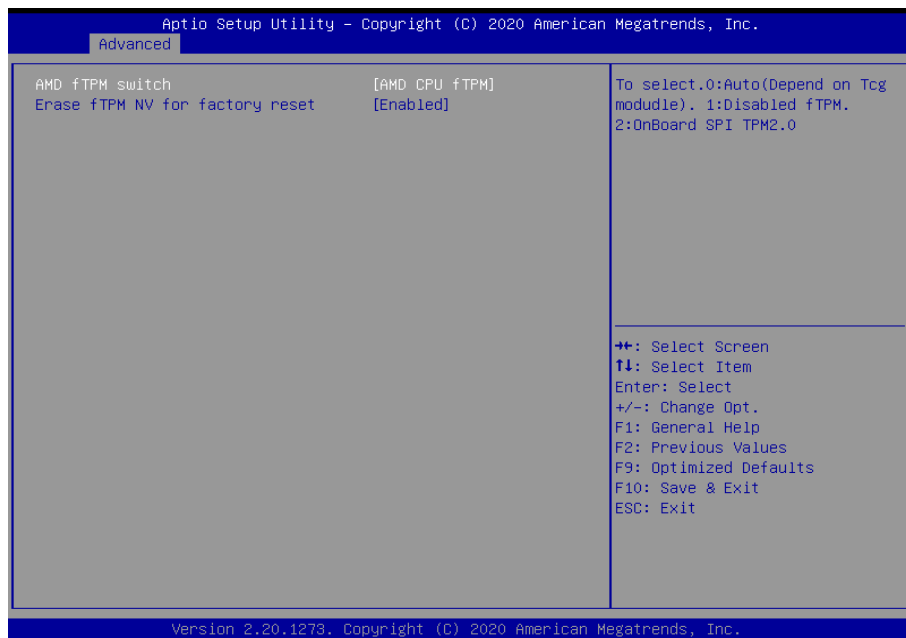 Aptio Setup Utility – Copyright (C) 2020 American Megatrends, Inc.
Advanced
AMD fTPM switch [AMD CPU fTPM]
Erase fTPM NV for factory reset [Enabled]
To select.0:Auto(Depend on Tcg
modudle). 1:Disabled fTPM.
2:OnBoard SPI TPM2.0
→←: Select Screen
↑↓: Select Item
Enter: Select
+/-: Change Opt.
F1: General Help
F2: Previous Values
F9: Optimized Defaults
F10: Save & Exit
ESC: Exit
Version 2.20.1273. Copyright (C) 2020 American Megatrends, Inc.